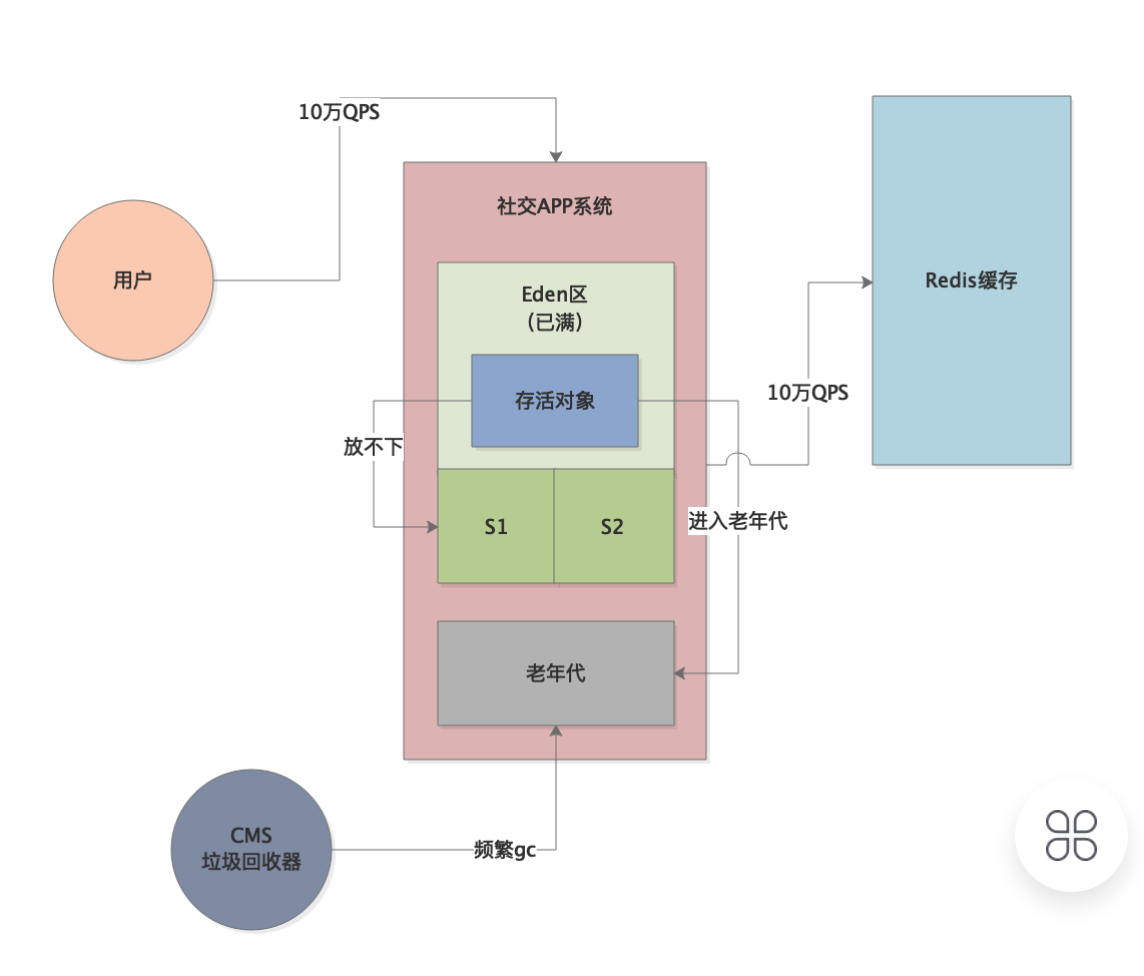 10万QPS
社交APP系统
用户
Eden区
（已满）
Redis缓存
存活对象
10万QPS
放不下
S1
S2
进入老年代
老年代
CMS
垃圾回收器
频繁gc